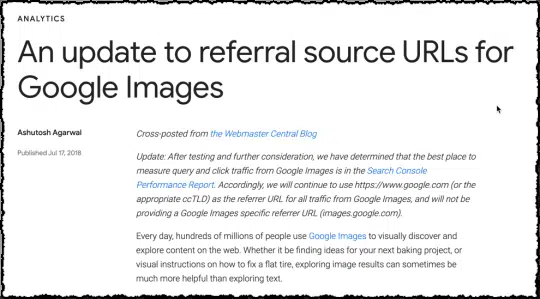 ANALYTICS
An update to referral source URLs for
Google Images
Ashutosh Agarwal
Published Jul 17, 2018
Cross-posted from the Webmaster Central Blog
Update: After testing and further consideration, we have determined that the best place to
measure query and click traffic from Google Images is in the Search Console
Performance Report. Accordingly, we will continue to use https://www.google.com (or the
appropriate ccTLD) as the referrer URL for all traffic from Google Images, and will not be
providing a Google Images specific referrer URL (images.google.com).
Every day, hundreds of millions of people use Google Images to visually discover and
explore content on the web. Whether it be finding ideas for your next baking project, or
visual instructions on how to fix a flat tire, exploring image results can sometimes be
much more helpful than exploring text.